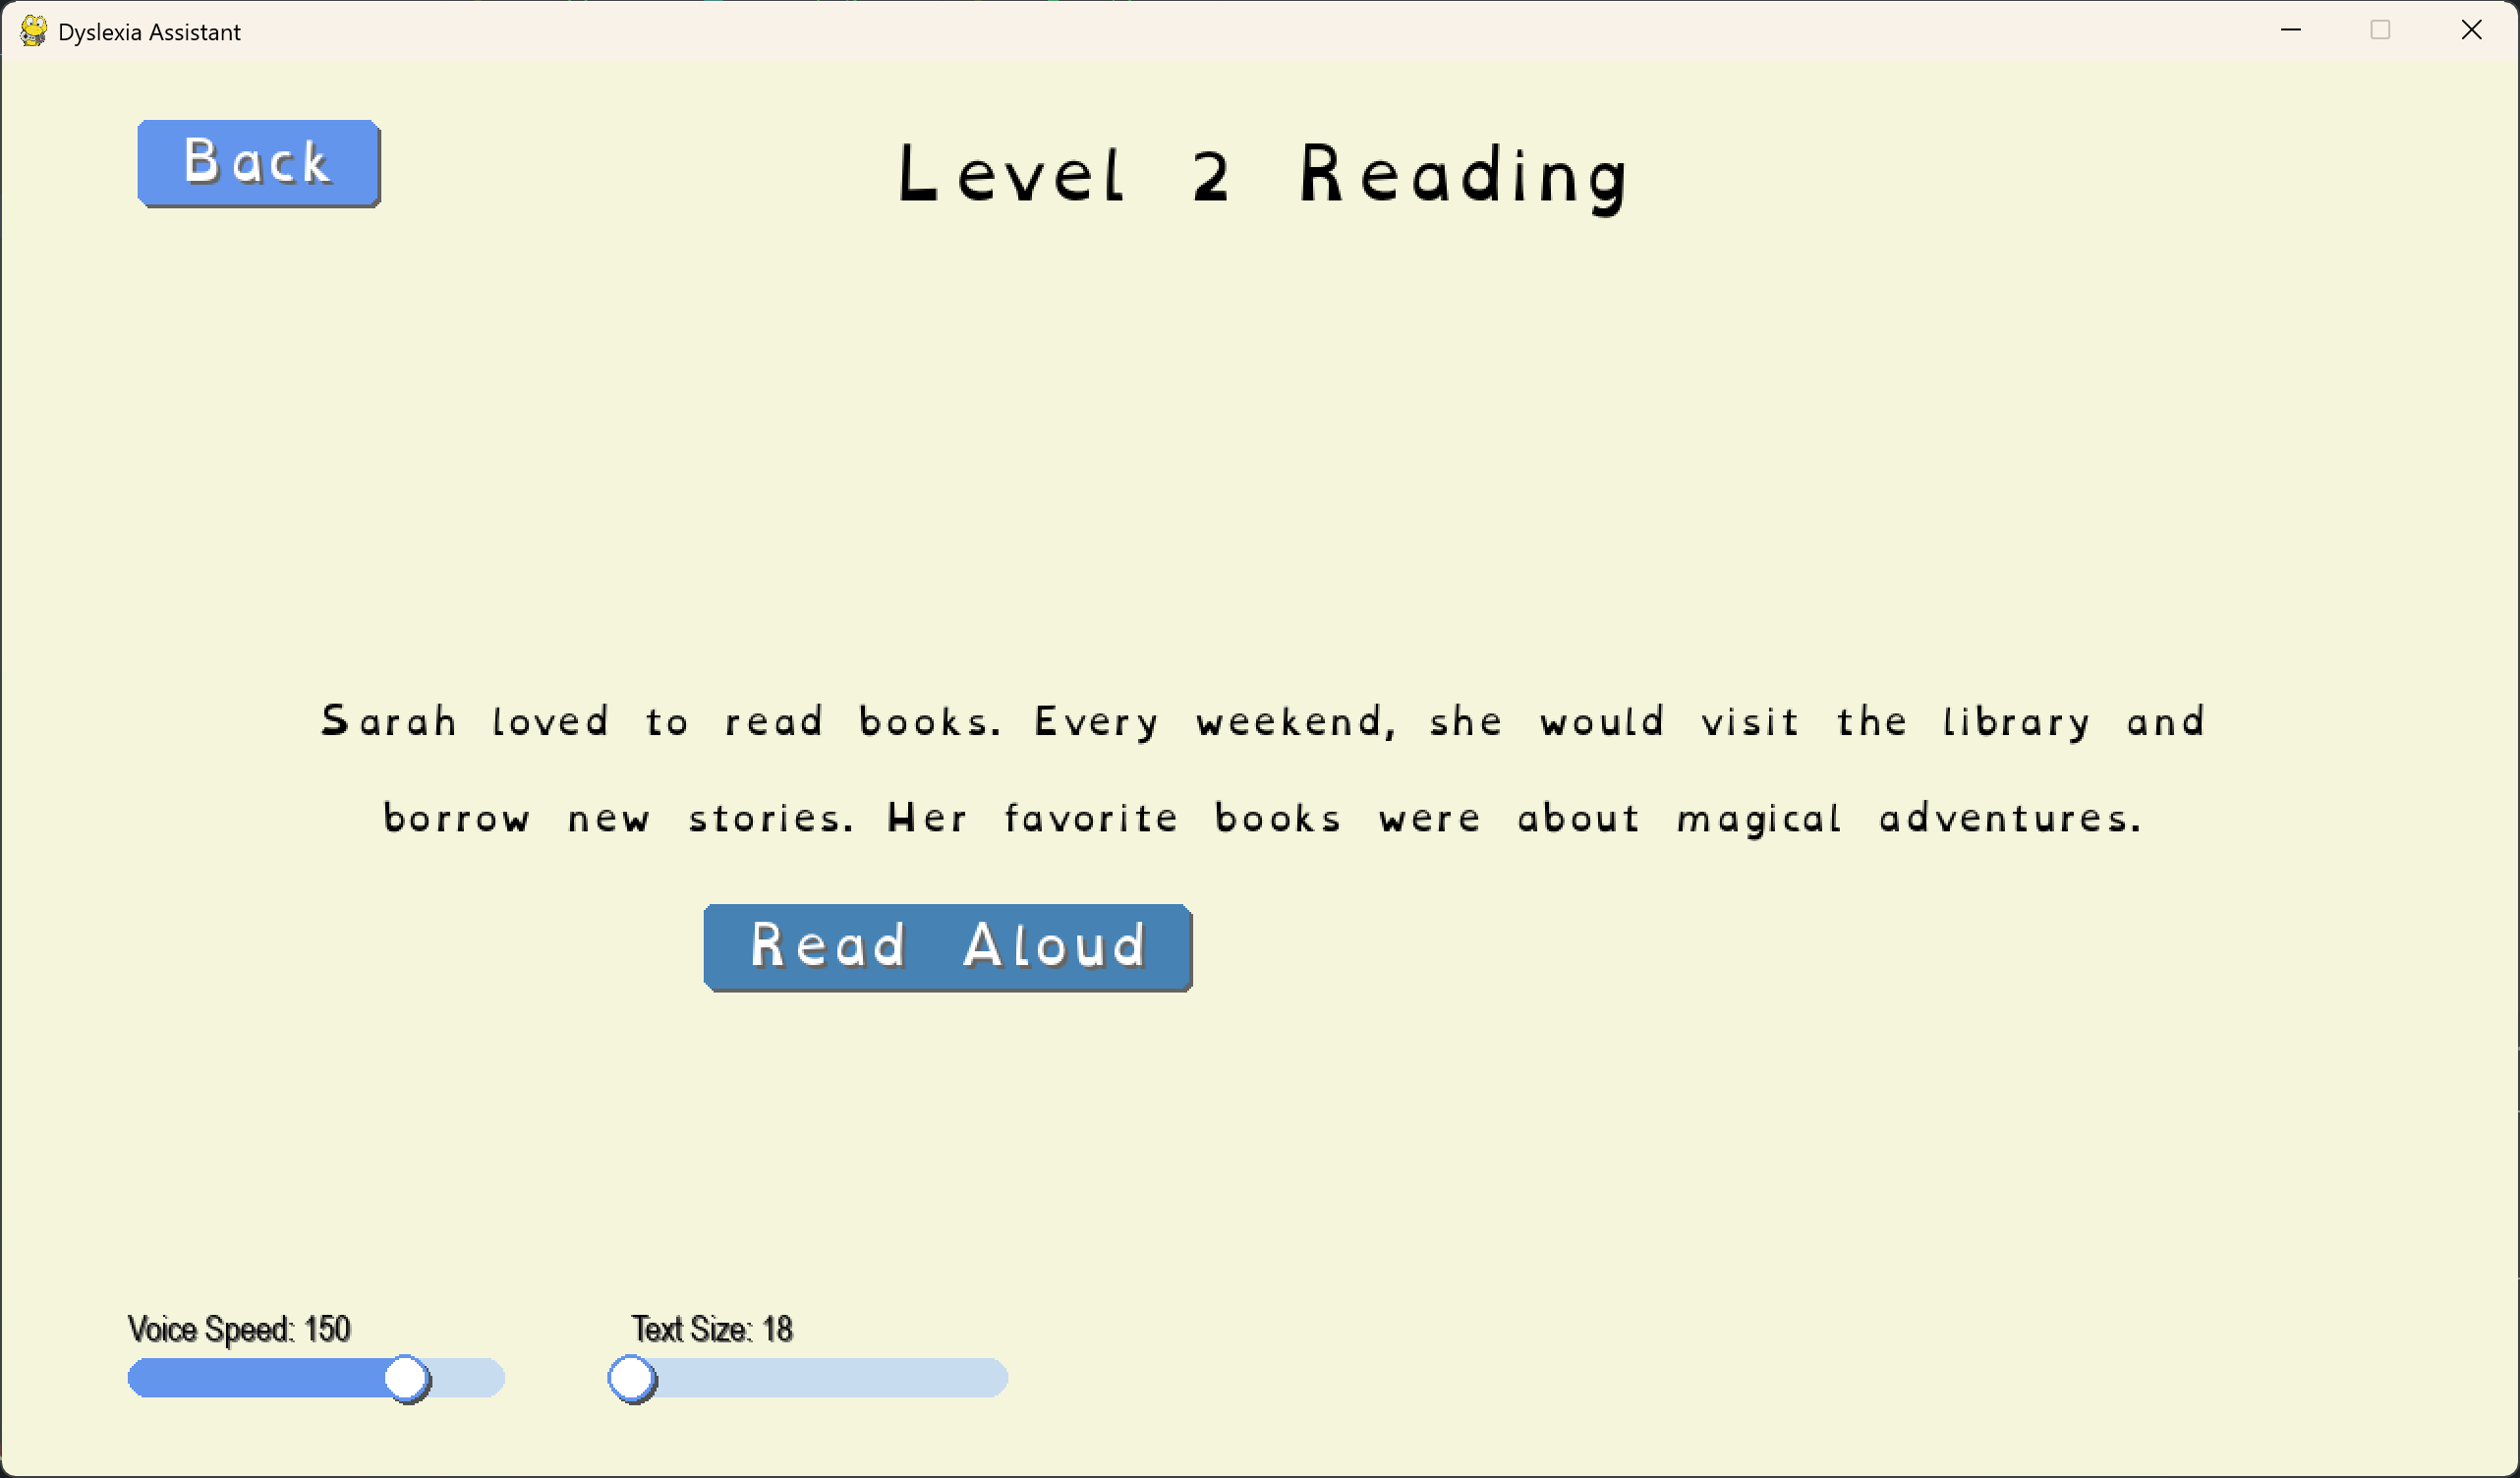 Dyslexia Assistant
Back
Level 2 Reading
Sarah loved to read books. Every weekend, she would visit the library and
borrow new stories. Her favorite books were about magical adventures.
Read Aloud
Voice Speed: 150
Text Size: 18